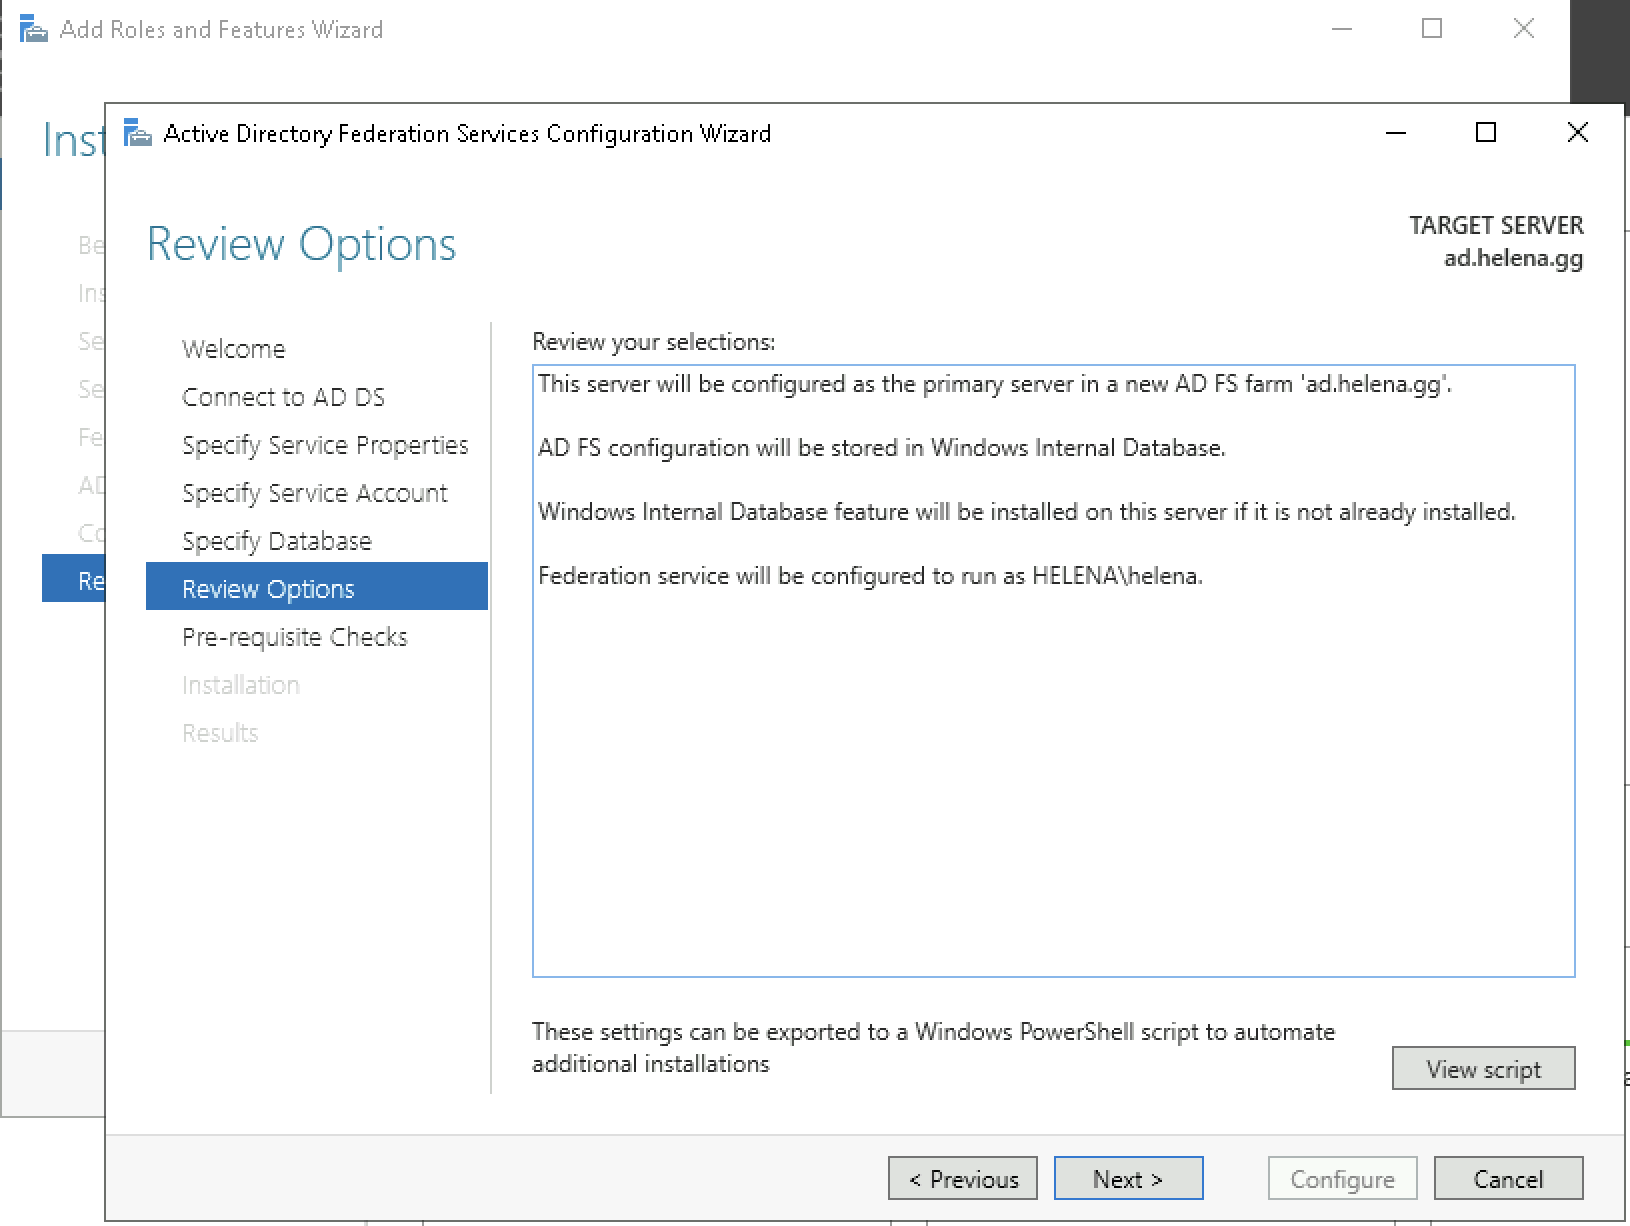 Add Roles and Features Wizard
Inst
Active Directory Federation Services Configuration Wizard
Review Options
TARGET SERVER
ad.helena.gg
Be
Ins
Se
Se
Fe
AD
Co
Re
Welcome
Connect to AD DS
Specify Service Properties
Specify Service Account
Specify Database
Review Options
Pre-requisite Checks
Installation
Results
Review your selections:
This server will be configured as the primary server in a new AD FS farm 'ad.helena.gg'.
AD FS configuration will be stored in Windows Internal Database.
Windows Internal Database feature will be installed on this server if it is not already installed.
Federation service will be configured to run as HELENA\helena.
These settings can be exported to a Windows PowerShell script to automate
additional installations
View script
< Previous
Next >
Configure
Cancel